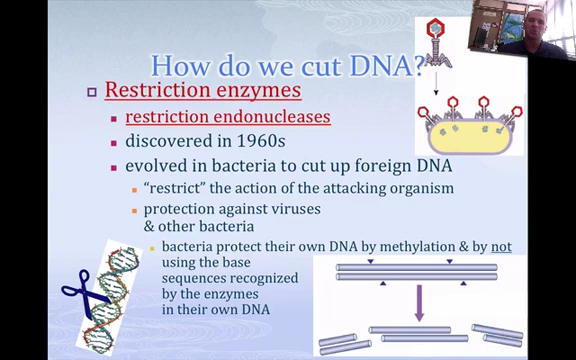 How do we cut DNA?
Restriction enzymes
restriction endonucleases
discovered in 1960s
evolved in bacteria to cut up foreign DNA
“restrict” the action of the attacking organism
protection against viruses
& other bacteria
bacteria protect their own DNA by methylation & by not
using the base
sequences recognized
by the enzymes
in their own DNA